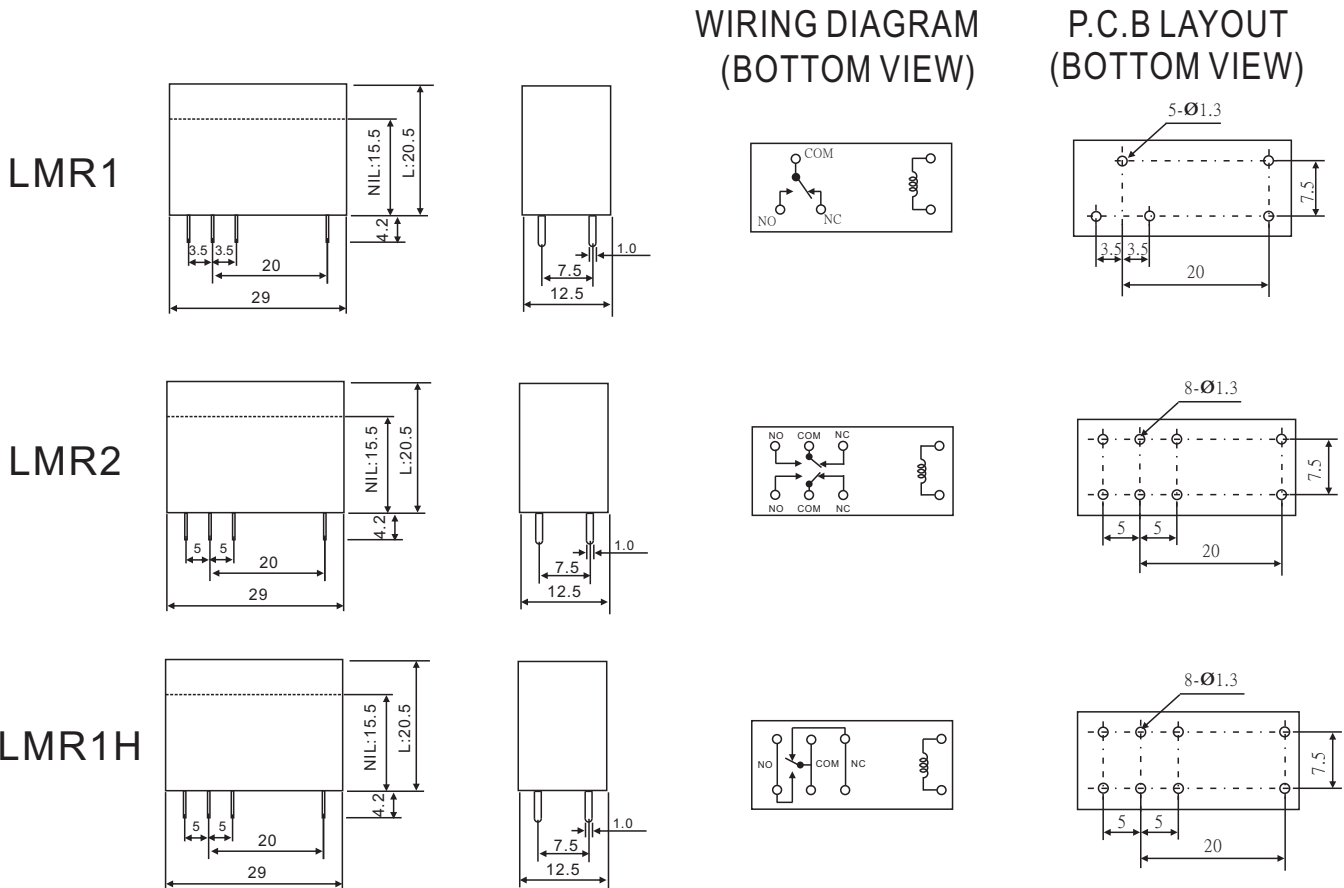 WIRING DIAGRAM
(BOTTOM VIEW)
P.C.B LAYOUT
(BOTTOM VIEW)
LMR1
NIL:15.5
L:20.5
4.2
3.5
3.5
20
29
1.0
7.5
12.5
COM
NO
NC
5-Ø1.3
7.5
3.5
3.5
20
LMR2
NIL:15.5
L:20.5
4.2
5
5
20
29
1.0
7.5
12.5
NO COM NC
NO COM NC
8-Ø1.3
7.5
5
5
20
LMR1H
NIL:15.5
L:20.5
4.2
5
5
20
29
1.0
7.5
12.5
NO COM NC
8-Ø1.3
7.5
5
5
20